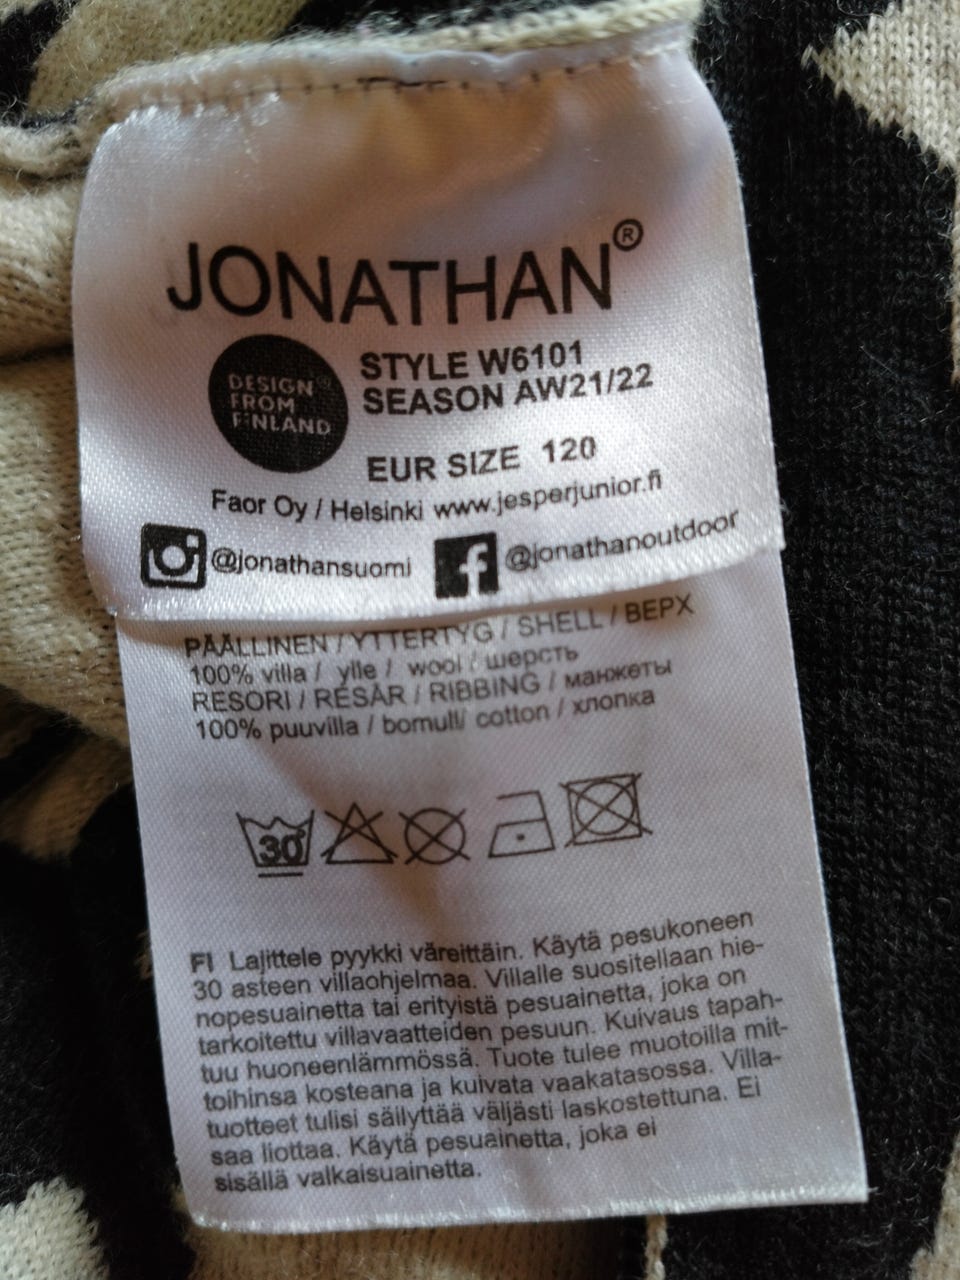 JONATHAN®
DESIGN
FROM
FINLAND
STYLE W6101
SEASON AW21/22
EUR SIZE 120
Faor Oy / Helsinki www.jesperjunior.fi
@jonathansuomi @jonathanoutdoor
PÄÄLLINEN / YTTERTYG / SHELL / ВЕРХ
100% villa / ylle / wool / шерсть
RESORI / RESÅR / RIBBING / манжеты
100% puuvilla / bomull/ cotton / хлопка
30
FI Lajittele pyykki väreittäin. Käytä pesukoneen
30 asteen villaohjelmaa. Villalle suositellaan hie-
nopesuainetta tai erityistä pesuainetta, joka on
tarkoitettu villavaatteiden pesuun. Kuivaus tapah-
tuu huoneenlämmössä. Tuote tulee muotoilla mit-
toihinsa kosteana ja kuivata vaakatasossa. Villa-
tuotteet tulisi säilyttää väljästi laskostettuna. Ei
saa liottaa. Käytä pesuainetta, joka ei
sisällä valkaisuainetta.